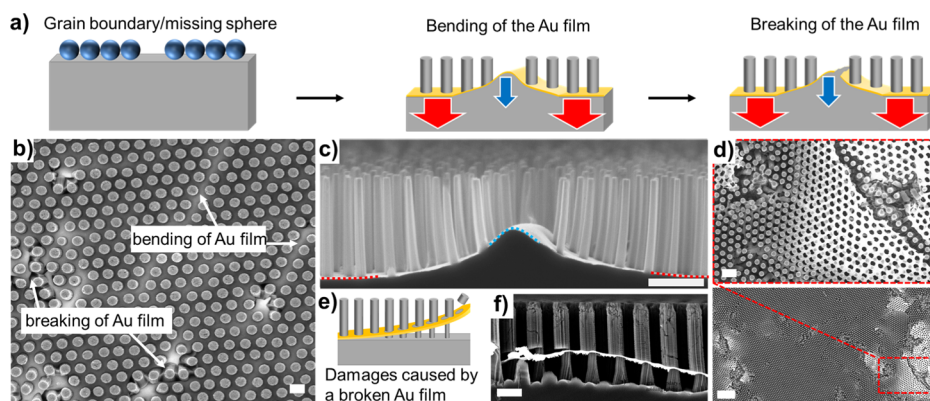 a)
Grain boundary/missing sphere
Bending of the Au film
Breaking of the Au film
b)
bending of Au film
breaking of Au film
c)
d)
e)
Damages caused by
a broken Au film
f)